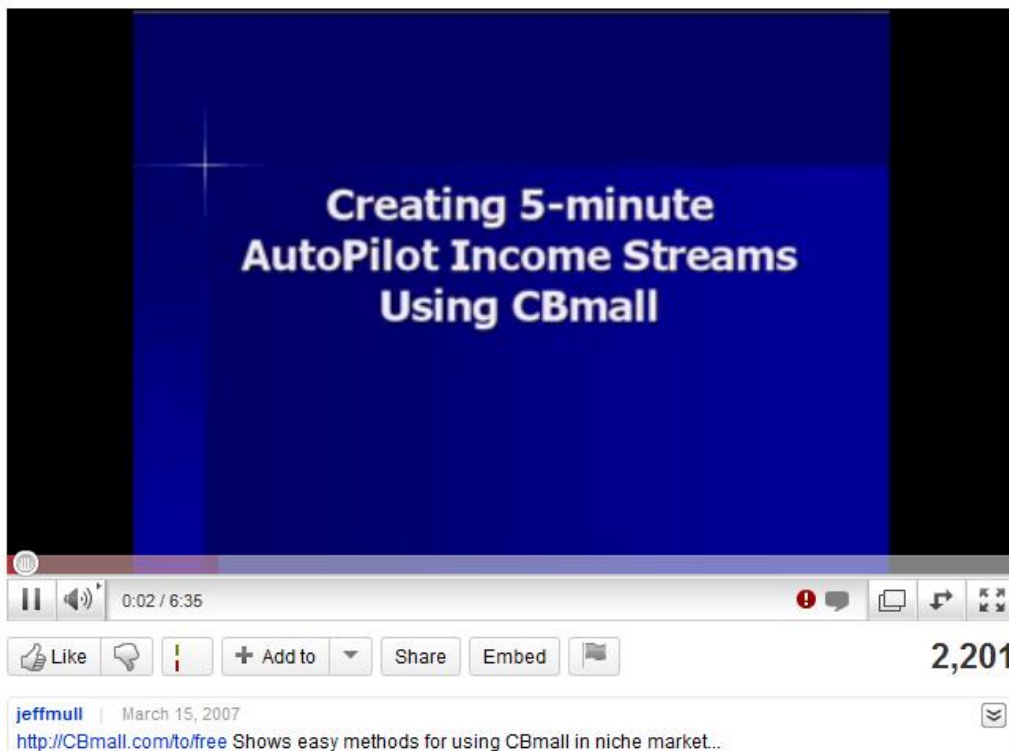 Creating 5-minute
AutoPilot Income Streams
Using CBmall
0:02 / 6:35
Like Add to Share Embed 2,201
jeffmull | March 15, 2007
http://CBmall.com/to/free Shows easy methods for using CBmall in niche market...